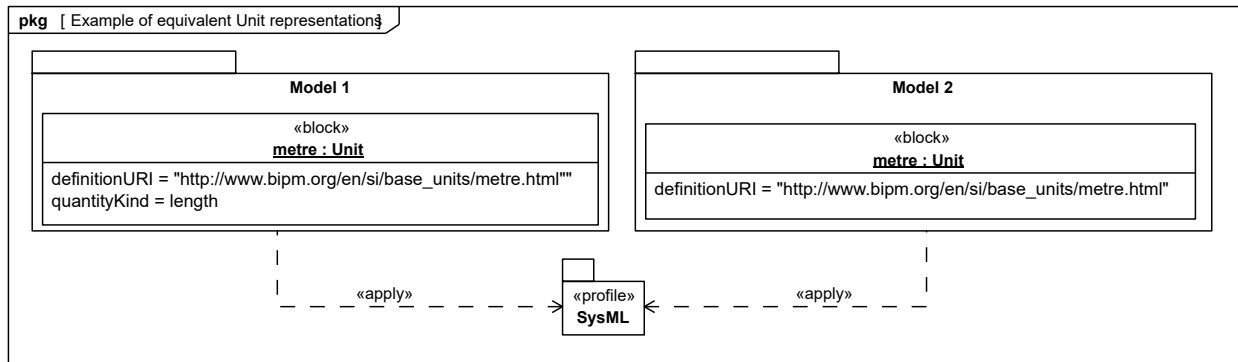 pkg [ Example of equivalent Unit representations]
Model 1
«block»
metre : Unit
definitionURI = "http://www.bipm.org/en/si/base_units/metre.html""
quantityKind = length
Model 2
«block»
metre : Unit
definitionURI = "http://www.bipm.org/en/si/base_units/metre.html"
«apply»
«profile»
SysML
«apply»